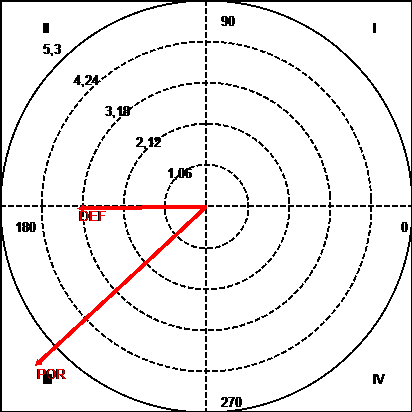 II
90
I
5,3
4,24
3,18
2,12
1,06
DEF
180
0
POR
III
IV
270